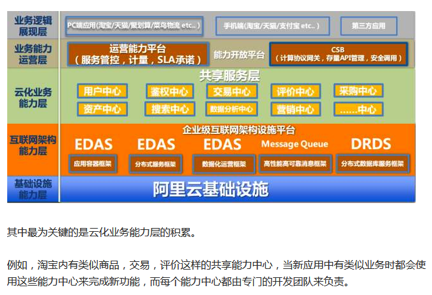 业务逻辑展现层
PC端应用(淘宝/天猫/聚划算/菜鸟物流 etc..)
手机端(淘宝/天猫/支付宝 etc..)
第三方应用
业务能力运营层
运营能力平台
（服务管控，计量，SLA承诺）
能力开放平台
CSB
（计算协议网关，存量API管理，安全调用）
云化业务能力层
共享服务层
用户中心
鉴权中心
交易中心
评价中心
采购中心
资产中心
搜索中心
数据分析中心
营销中心
……中心
互联网架构能力层
企业级互联网架构设施平台
EDAS
EDAS
EDAS
Message Queue
DRDS
应用容器框架
分布式服务框架
数据化运营框架
高性能高可靠消息框架
分布式数据库服务框架
基础设施能力层
阿里云基础设施
其中最为关键的是云化业务能力层的积累。
例如，淘宝内有类似商品，交易，评价这样的共享能力中心，当新应用中有类似业务时都会使
用这些能力中心来完成新功能，而每个能力中心都由专门的开发团队来负责。